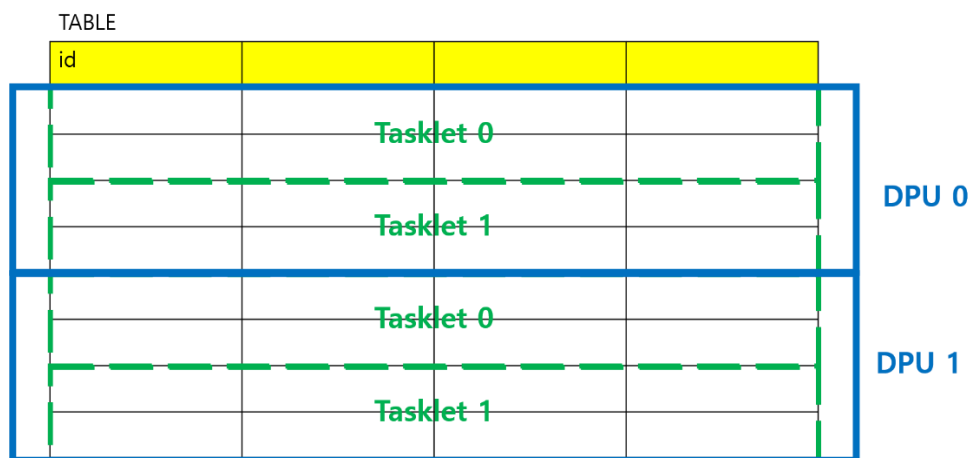 TABLE
id
Tasklet 0
DPU 0
Tasklet 1
Tasklet 0
DPU 1
Tasklet 1